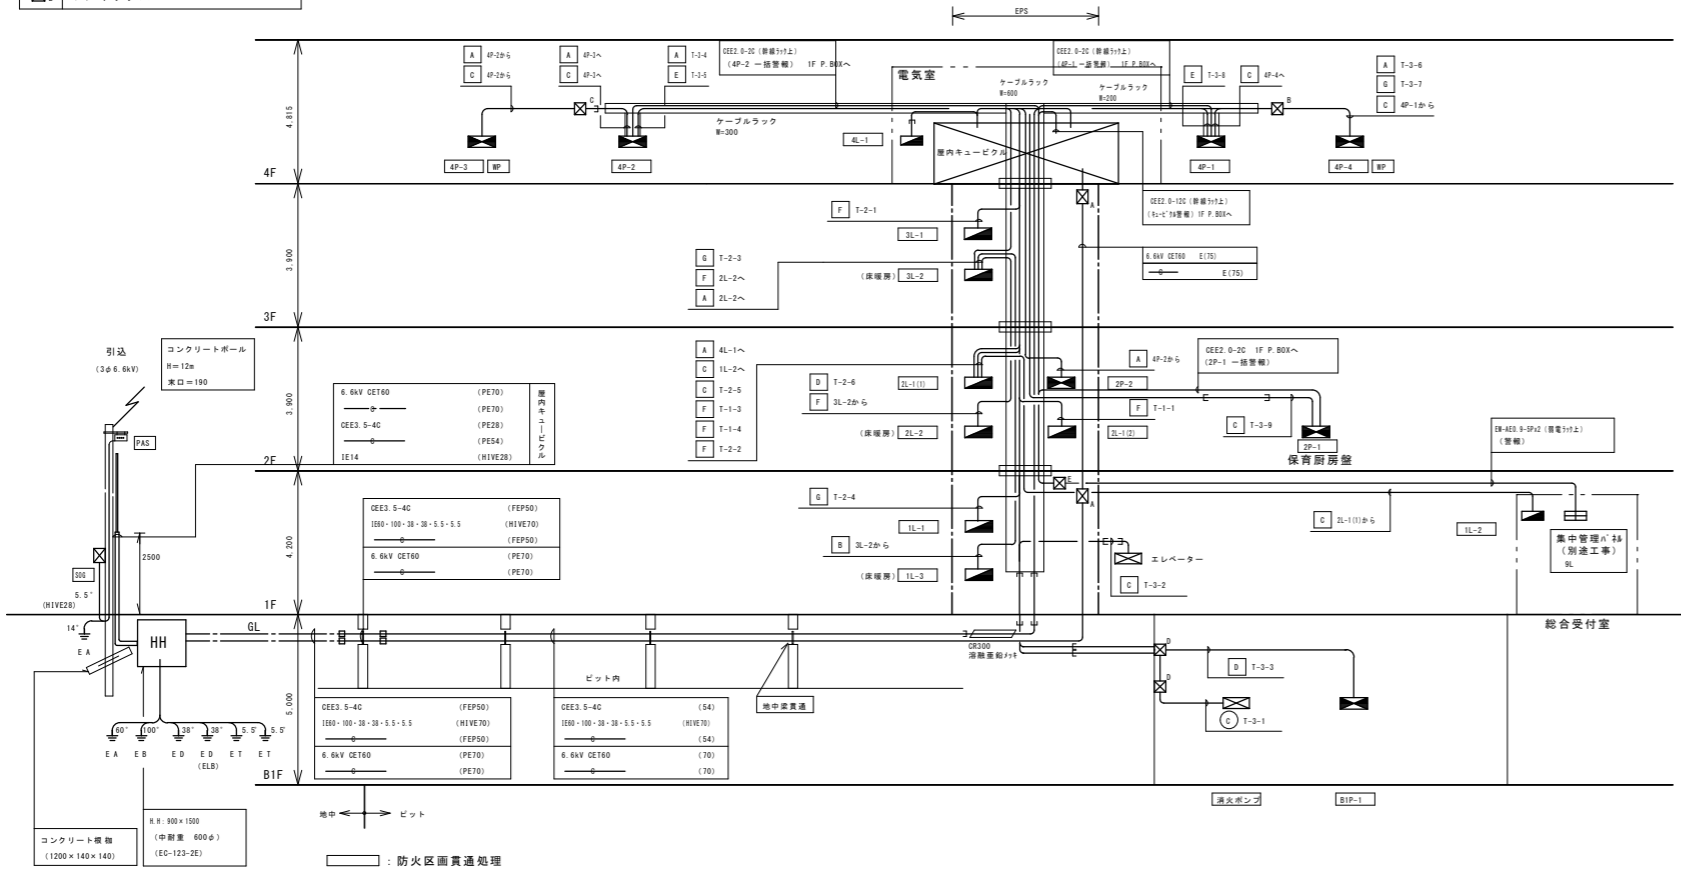 EPS
A 4P-2から
C 4P-2から
A 4P-3へ
C 4P-3へ
A T-3-4
E T-3-5
CEE2.0-2C (幹線ラック上)
(4P-2 一括警報) 1F P.BOXへ
電気室
CEE2.0-2C (幹線ラック上)
(4P-1 一括警報) 1F P.BOXへ
ケーブルラック
W=600
ケーブルラック
W=200
E T-3-8
C 4P-4へ
A T-3-6
G T-3-7
C 4P-1から
C
B
ケーブルラック
W=300
4.815
4P-3
WP
4P-2
4L-1
屋内キュービクル
4P-1
4P-4
WP
4F
A
CEE2.0-12C (幹線ラック上)
(キュービクル警報) 1F P.BOXへ
F T-2-1
3L-1
3.900
G T-2-3
F 2L-2へ
A 2L-2へ
(床暖房) 3L-2
6.6kV CET60 E(75)
G E(75)
3F
引込
(3φ6.6kV)
コンクリートポール
H=12m
末口=190
A 4L-1へ
C 1L-2へ
C T-2-5
F T-1-3
F T-1-4
F T-2-2
D T-2-6
F 3L-2から
2L-1(1)
(床暖房) 2L-2
A 4P-2から
2P-2
F T-1-1
2L-1(2)
CEE2.0-2C 1F P.BOXへ
(2P-1 一括警報)
C T-3-9
2P-1
保育厨房盤
3.900
6.6kV CET60 (PE70)
G (PE70)
CEE3.5-4C (PE28)
G (PE54)
IE14 (HIVE28)
屋内キュービクル
PAS
EM-AE0.9-5Px2 (弱電ラック上)
(警報)
2F
E
A
CEE3.5-4C (FEP50)
IE60・100・38・38・5.5・5.5 (HIVE70)
G (FEP50)
6.6kV CET60 (PE70)
G (PE70)
G T-2-4
1L-1
B 3L-2から
(床暖房) 1L-3
エレベーター
C T-3-2
C 2L-1(1)から
1L-2
集中管理パネル
(別途工事)
9L
4.200
2500
SOG
5.5°
(HIVE28)
1F
総合受付室
14°
EA
HH
GL
CR300
溶融亜鉛メッキ
D
D
D T-3-3
C T-3-1
ピット内
地中梁貫通
5.000
CEE3.5-4C (FEP50)
IE60・100・38・38・5.5・5.5 (HIVE70)
G (FEP50)
6.6kV CET60 (PE70)
G (PE70)
CEE3.5-4C (54)
IE60・100・38・38・5.5・5.5 (HIVE70)
G (54)
6.6kV CET60 (70)
G (70)
60° 100° 38° 38° 5.5° 5.5°
EA EB ED ED ET ET
(ELB)
B1F
消火ポンプ
B1P-1
地中
ピット
コンクリート根枷
(1200×140×140)
H.H: 900×1500
(中耐重 600φ)
(EC-123-2E)
: 防火区画貫通処理